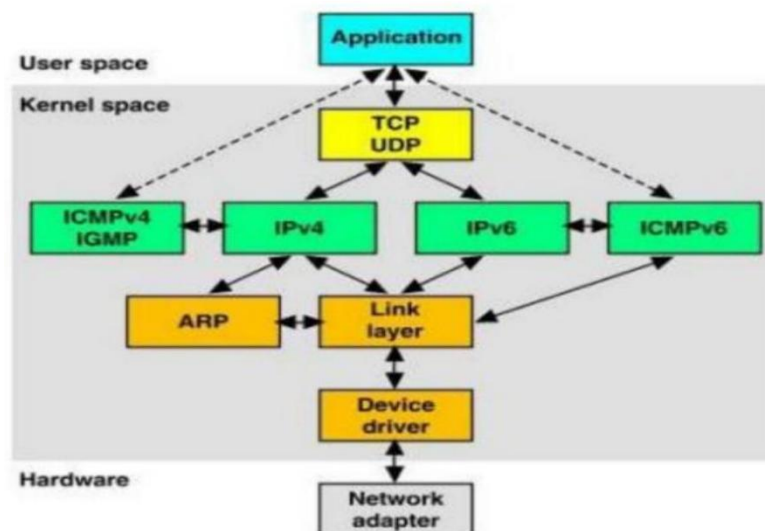 Application
User space
Kernel space
TCP
UDP
ICMPv4
IGMP
IPv4
IPv6
ICMPv6
ARP
Link
layer
Device
driver
Hardware
Network
adapter